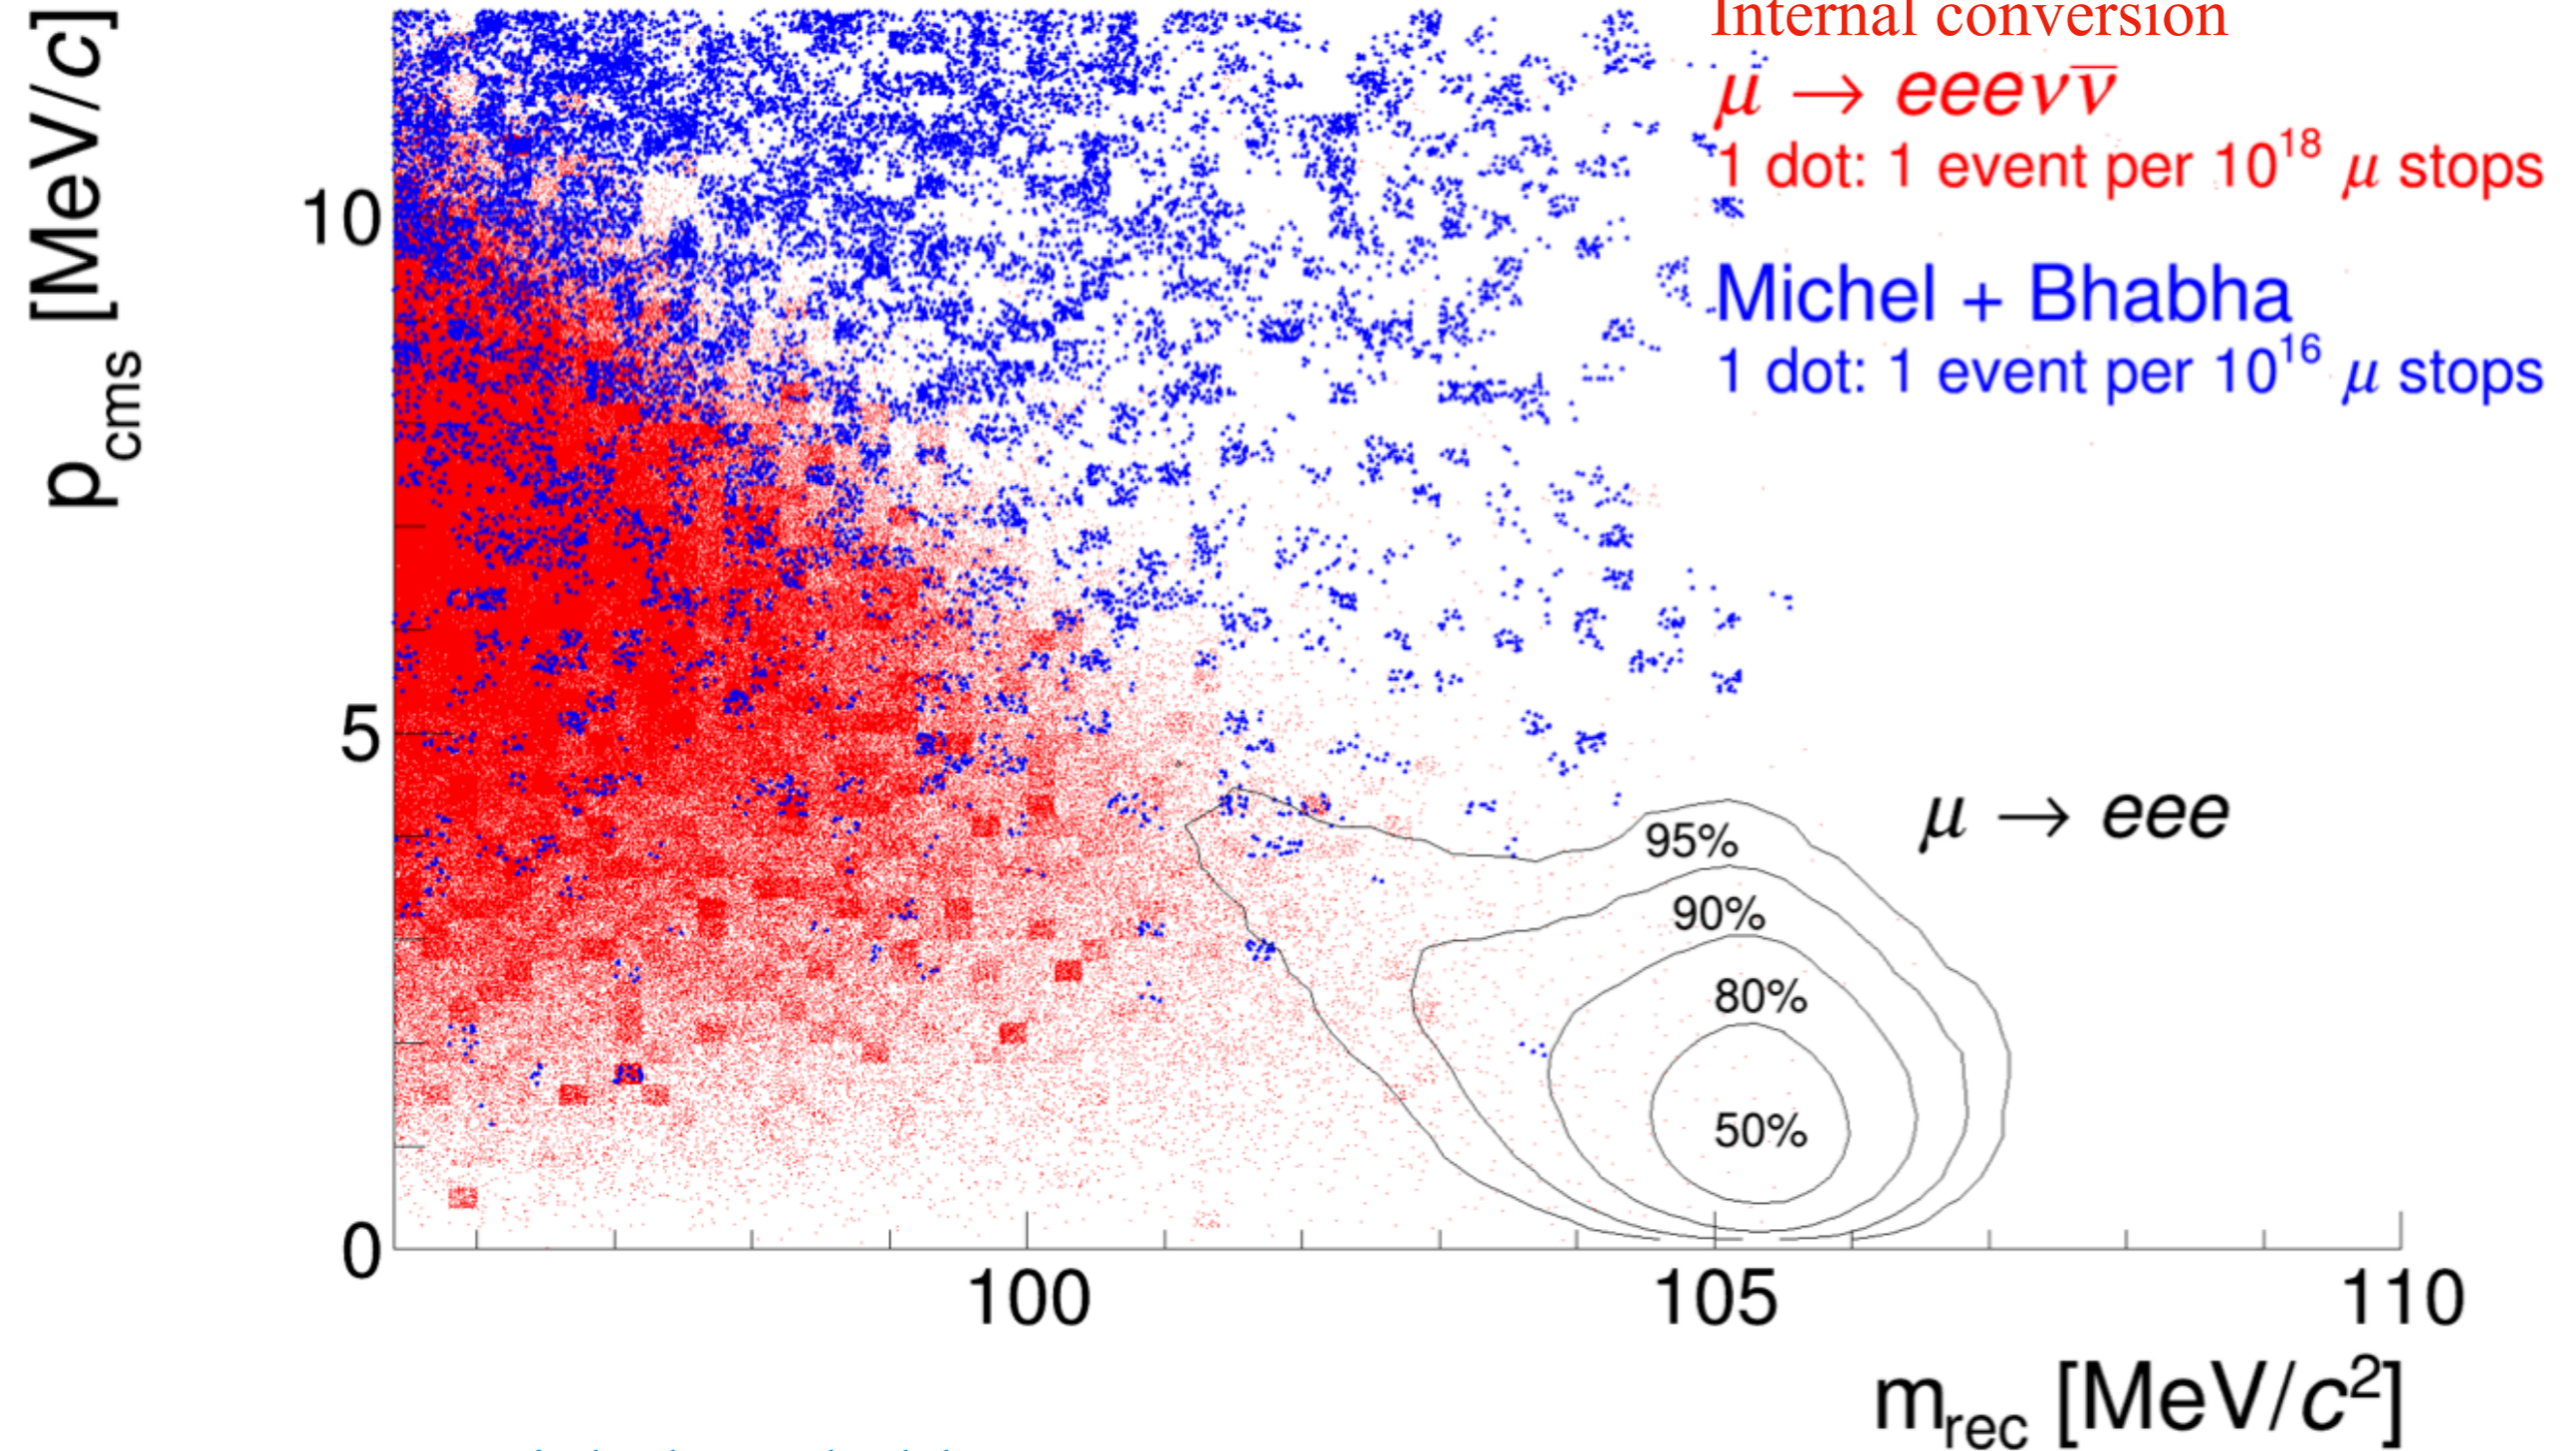 Internal conversion
μ → eeeνν̅
1 dot: 1 event per 10¹⁸ μ stops
Michel + Bhabha
1 dot: 1 event per 10¹⁶ μ stops
p_cms [MeV/c]
10
5
0
μ → eee
95%
90%
80%
50%
100
105
110
m_rec [MeV/c²]